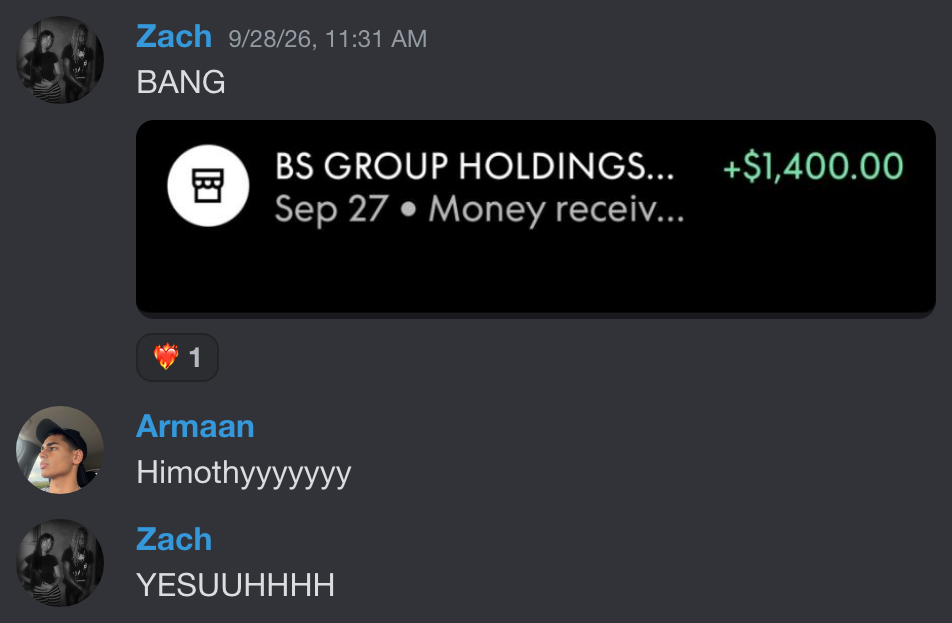 Zach 9/28/26, 11:31 AM
BANG
BS GROUP HOLDINGS... +$1,400.00
Sep 27 • Money receiv...
❤️‍🔥 1
Armaan
Himothyyyyyyy
Zach
YESUUHHHH